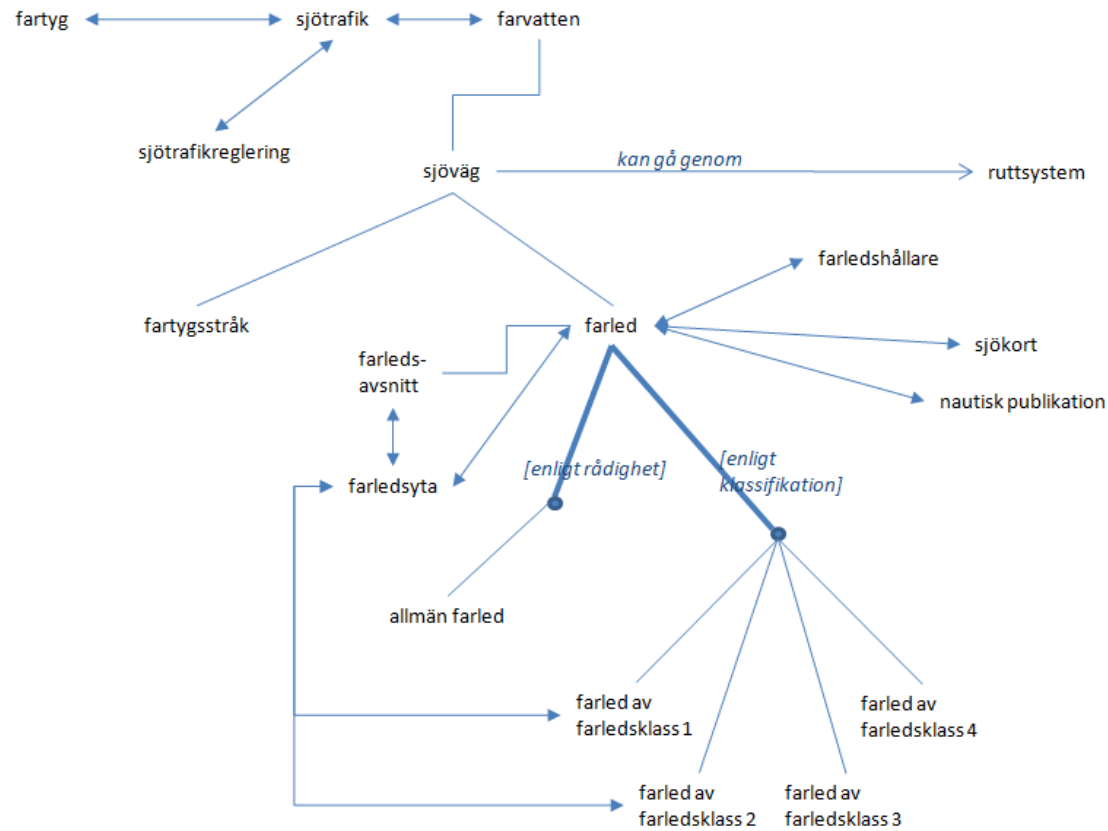 fartyg
sjötrafik
farvatten
sjötrafikreglering
sjöväg
kan gå genom
ruttsystem
farledshållare
fartygsstråk
farled
sjökort
farleds-
avsnitt
nautisk publikation
[enligt rådighet]
[enligt
klassifikation]
farledsyta
allmän farled
farled av
farledsklass 1
farled av
farledsklass 4
farled av
farledsklass 2
farled av
farledsklass 3